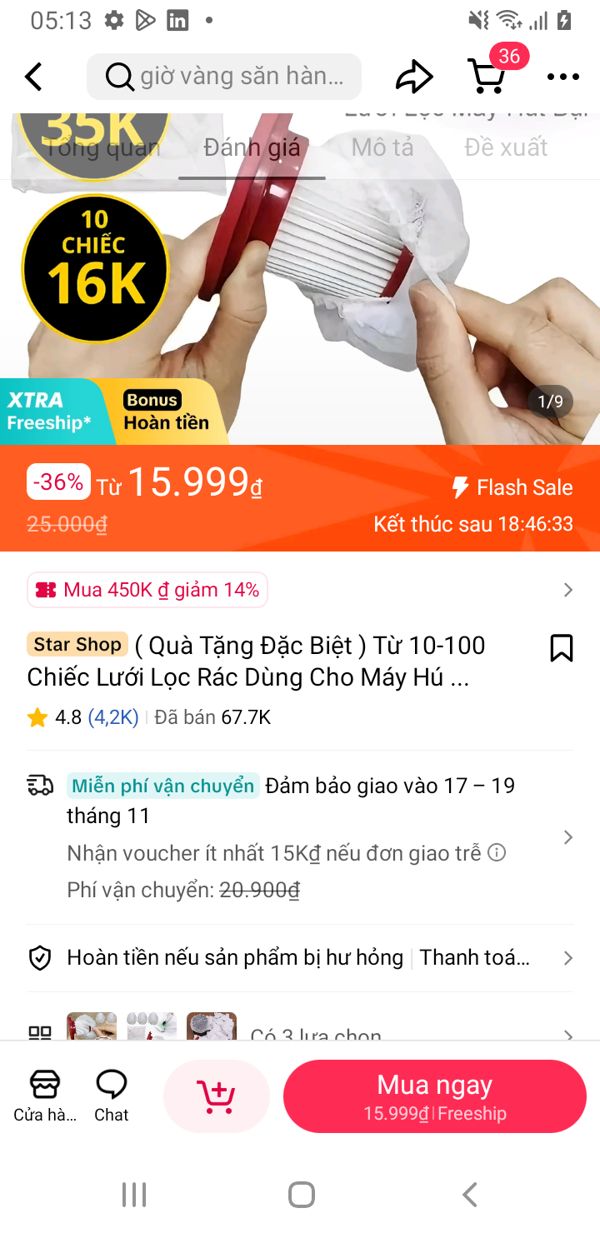 05:13
36
giờ vàng săn hàn...
35K
Tổng quan
Đánh giá
Mô tả
Đề xuất
10
CHIẾC
16K
XTRA
Freeship*
Bonus
Hoàn tiền
1/9
-36% Từ 15.999₫
Flash Sale
25.000₫
Kết thúc sau 18:46:33
Mua 450K ₫ giảm 14%
Star Shop ( Quà Tặng Đặc Biệt ) Từ 10-100
Chiếc Lưới Lọc Rác Dùng Cho Máy Hú ...
4.8 (4,2K) Đã bán 67.7K
Miễn phí vận chuyển Đảm bảo giao vào 17 – 19
tháng 11
Nhận voucher ít nhất 15K₫ nếu đơn giao trễ
Phí vận chuyển: 20.900₫
Hoàn tiền nếu sản phẩm bị hư hỏng Thanh toá...
Có 3 lựa chọn
Cửa hà...
Chat
Mua ngay
15.999₫ Freeship